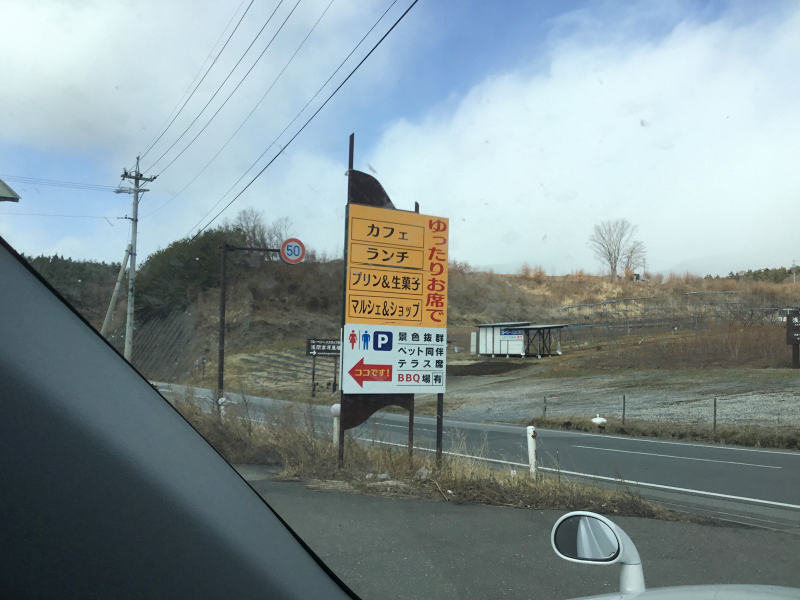 ゆったりお席で
カフェ
ランチ
プリン&生菓子
マルシェ&ショップ
P
景色抜群
ペット同伴
テラス席
BBQ場有
ココです!
50